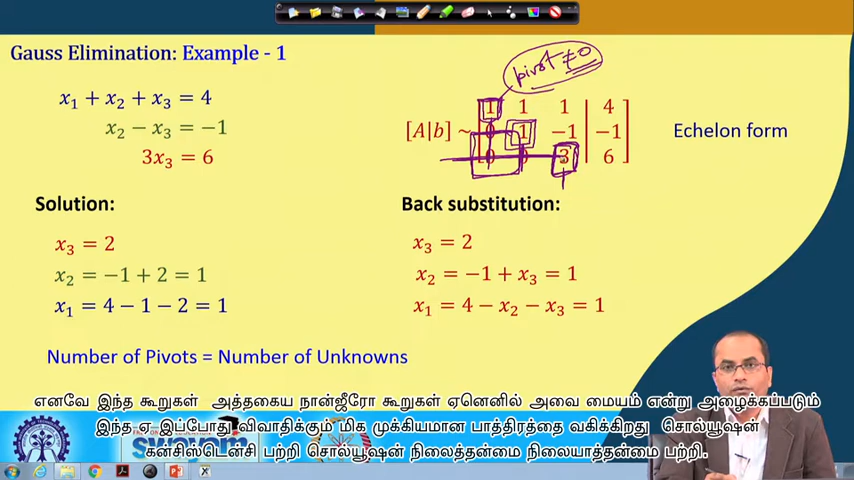 Gauss Elimination: Example - 1
pivot ≠ 0
x₁ + x₂ + x₃ = 4
x₂ − x₃ = −1
3x₃ = 6
[A|b] ~
1 1 1 | 4
0 1 −1 | −1
0 0 3 | 6
Echelon form
Solution:
x₃ = 2
x₂ = −1 + 2 = 1
x₁ = 4 − 1 − 2 = 1
Back substitution:
x₃ = 2
x₂ = −1 + x₃ = 1
x₁ = 4 − x₂ − x₃ = 1
Number of Pivots = Number of Unknowns
எனவே இந்த கூறுகள் அத்தகைய நான்ஜீரோ கூறுகள் ஏனெனில் அவை மையம் என்று அழைக்கப்படும்
இந்த ஏ இப்போது விவாதிக்கும் மிக முக்கியமான பாத்திரத்தை வகிக்கிறது சொல்யூஷன்
கன்சிஸ்டென்சி பற்றி சொல்யூஷன் நிலைத்தன்மை நிலையாத்தன்மை பற்றி.
swayam